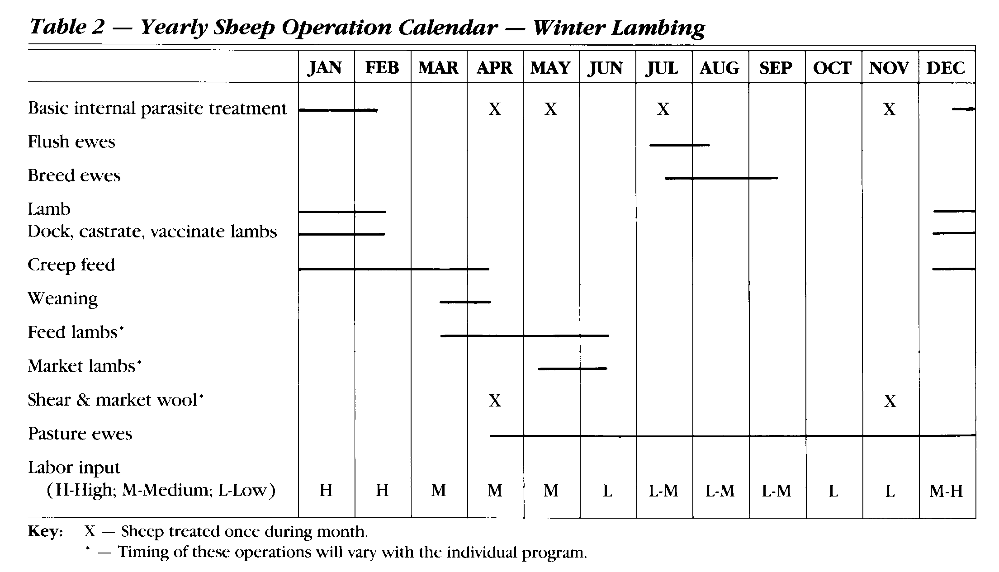 Table 2 — Yearly Sheep Operation Calendar — Winter Lambing
JAN FEB MAR APR MAY JUN JUL AUG SEP OCT NOV DEC
Basic internal parasite treatment X X X X
Flush ewes
Breed ewes
Lamb
Dock, castrate, vaccinate lambs
Creep feed
Weaning
Feed lambs*
Market lambs*
Shear & market wool* X X
Pasture ewes
Labor input
(H-High; M-Medium; L-Low) H H M M M L L-M L-M L-M L L M-H
Key: X — Sheep treated once during month.
* — Timing of these operations will vary with the individual program.